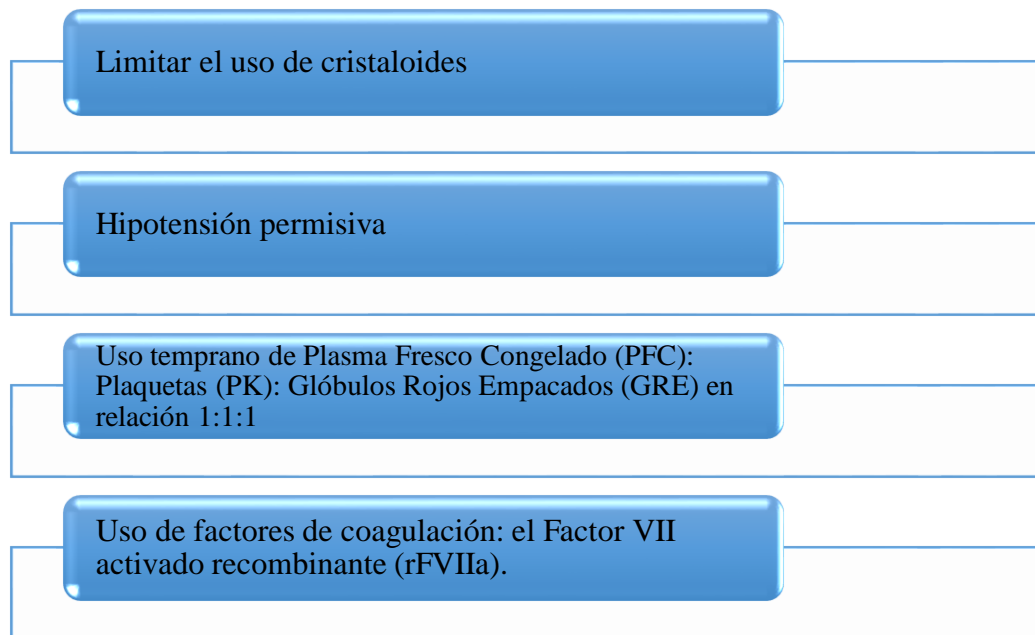 Limitar el uso de cristaloides
Hipotensión permisiva
Uso temprano de Plasma Fresco Congelado (PFC):
Plaquetas (PK): Glóbulos Rojos Empacados (GRE) en
relación 1:1:1
Uso de factores de coagulación: el Factor VII
activado recombinante (rFVIIa).